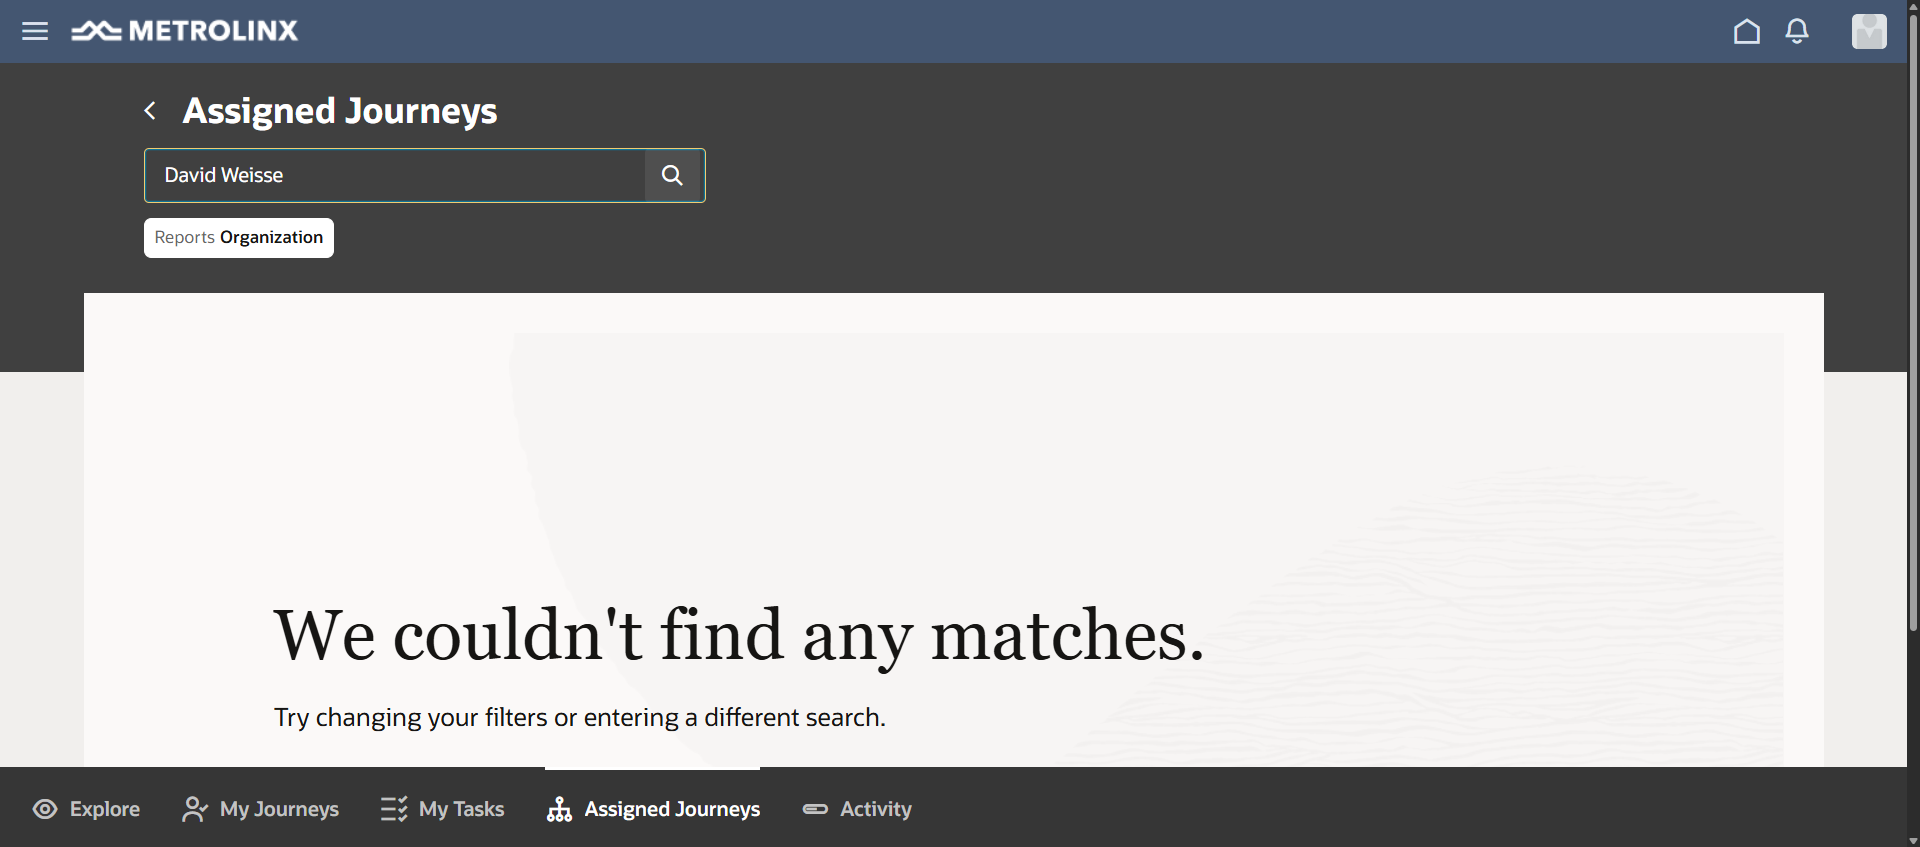 METROLINX
Assigned Journeys
David Weisse
Reports Organization
We couldn't find any matches.
Try changing your filters or entering a different search.
Explore My Journeys My Tasks Assigned Journeys Activity